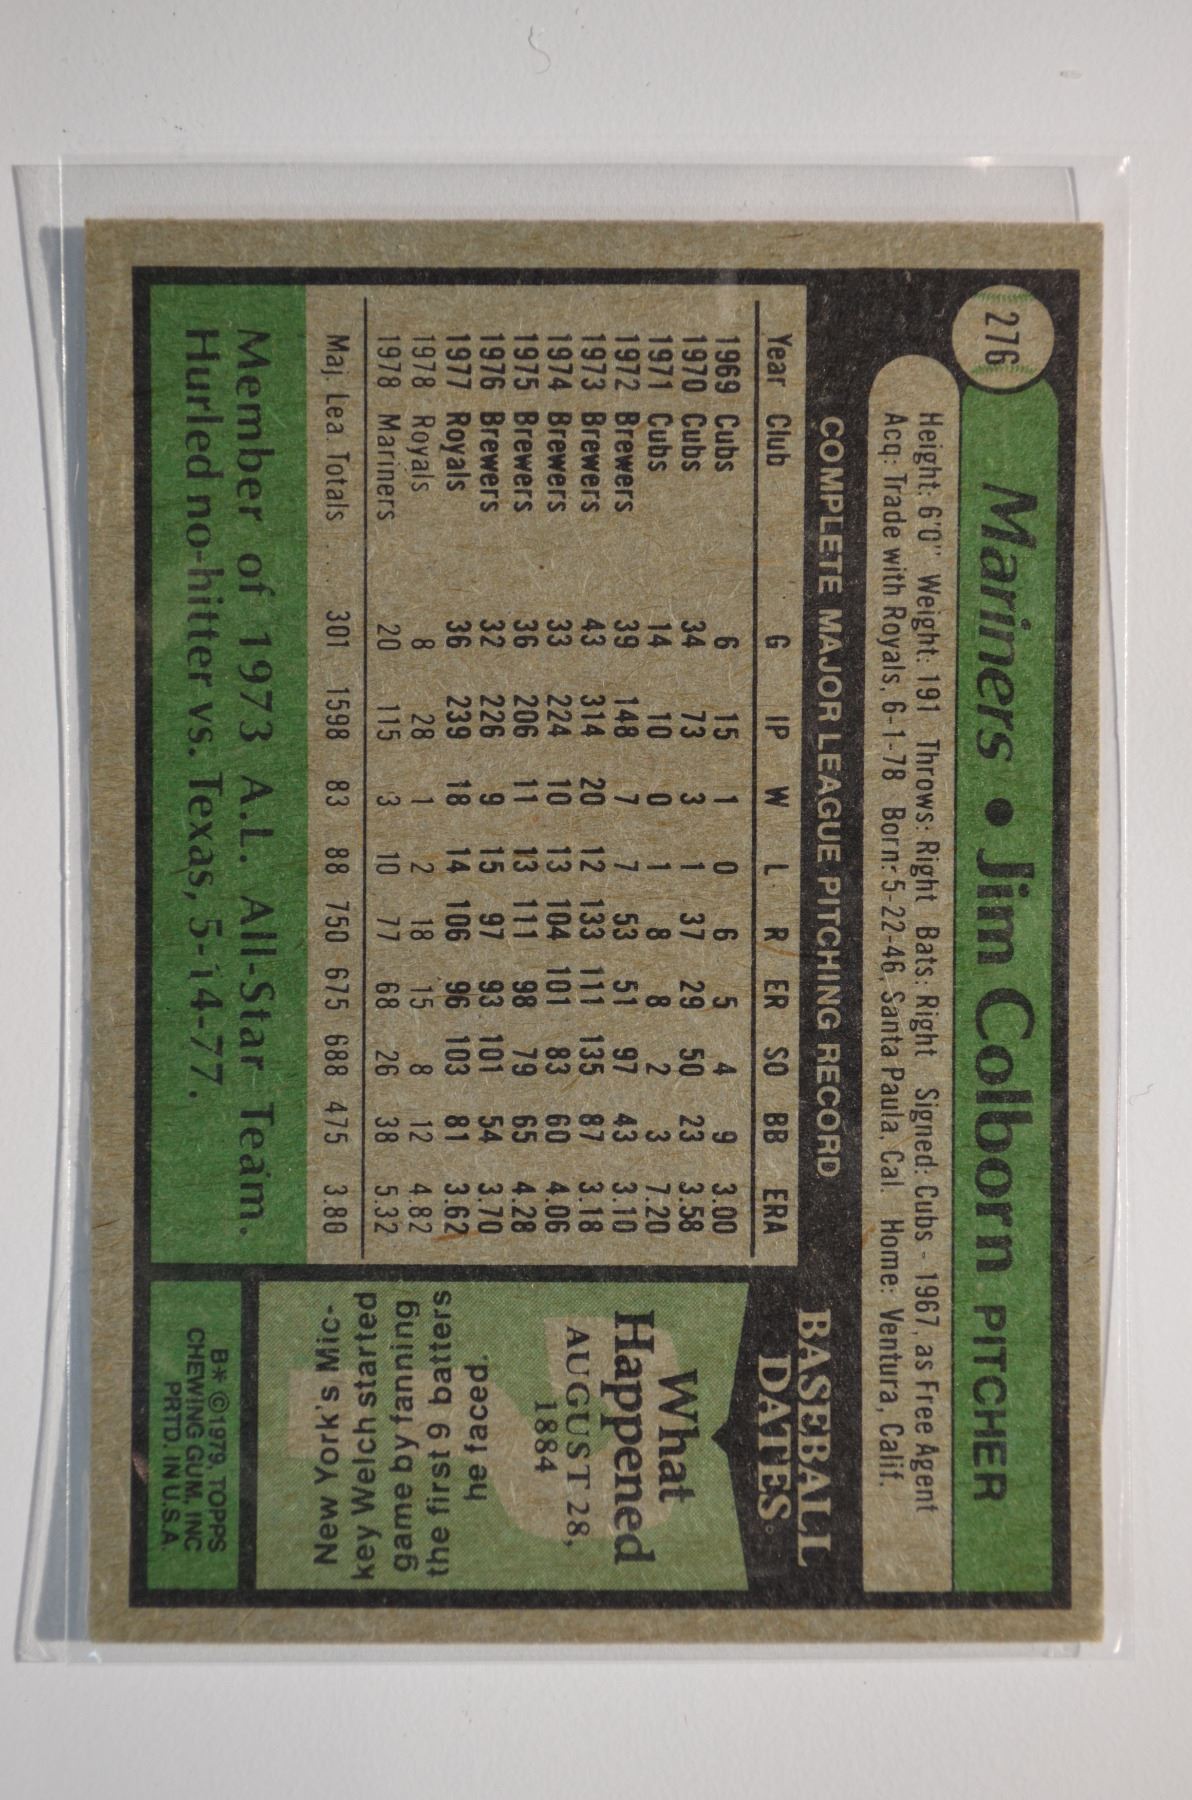 276
Mariners • Jim Colborn PITCHER
Height: 6'0" Weight: 191 Throws: Right Bats: Right Signed: Cubs - 1967, as Free Agent
Acq: Trade with Royals, 6-1-78 Born: 5-22-46, Santa Paula, Cal. Home: Ventura, Calif.
COMPLETE MAJOR LEAGUE PITCHING RECORD
Year Club G IP W L R ER SO BB ERA
1969 Cubs 6 15 1 0 6 5 4 9 3.00
1970 Cubs 34 73 3 1 37 29 50 23 3.58
1971 Cubs 14 10 0 1 8 8 2 3 7.20
1972 Brewers 39 148 7 7 53 51 97 43 3.10
1973 Brewers 43 314 20 12 133 111 135 87 3.18
1974 Brewers 33 224 10 13 104 101 83 60 4.06
1975 Brewers 36 206 11 13 111 98 79 65 4.28
1976 Brewers 32 226 9 15 97 93 101 54 3.70
1977 Royals 36 239 18 14 106 96 103 81 3.62
1978 Royals 8 28 1 2 18 15 8 12 4.82
1978 Mariners 20 115 3 10 77 68 26 38 5.32
Maj. Lea. Totals 301 1598 83 88 750 675 688 475 3.80
Member of 1973 A.L. All-Star Team.
Hurled no-hitter vs. Texas, 5-14-77.
BASEBALL
DATES
What
Happened
AUGUST 28,
1884
New York's Mic-
key Welch started
game by fanning
the first 9 batters
he faced.
B* ©1979, TOPPS
CHEWING GUM, INC
PRTD. IN U.S.A.